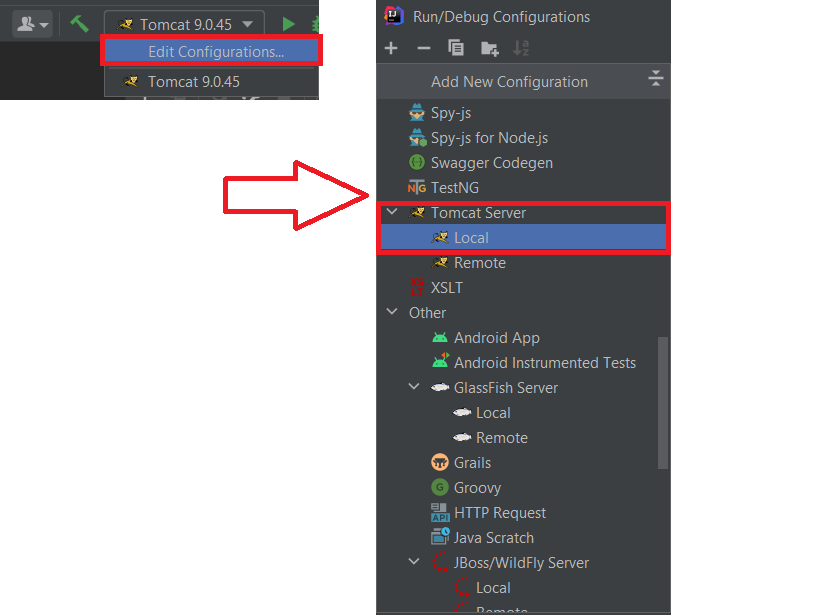 Tomcat 9.0.45
Edit Configurations...
Tomcat 9.0.45
Run/Debug Configurations
Add New Configuration
Spy-js
Spy-js for Node.js
Swagger Codegen
TestNG
Tomcat Server
Local
Remote
XSLT
Other
Android App
Android Instrumented Tests
GlassFish Server
Local
Remote
Grails
Groovy
HTTP Request
Java Scratch
JBoss/WildFly Server
Local
Remote